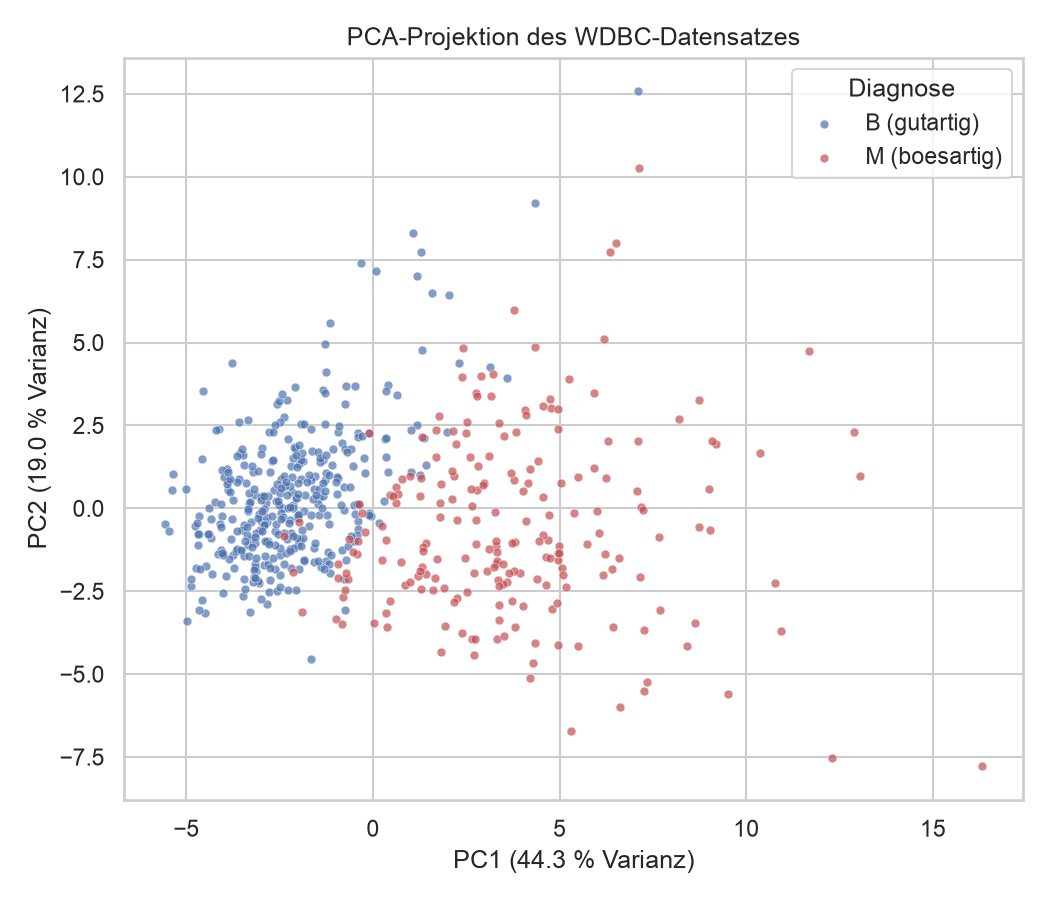 PCA-Projektion des WDBC-Datensatzes
Diagnose
B (gutartig)
M (boesartig)
PC2 (19.0 % Varianz)
12.5
10.0
7.5
5.0
2.5
0.0
−2.5
−5.0
−7.5
−5
0
5
10
15
PC1 (44.3 % Varianz)